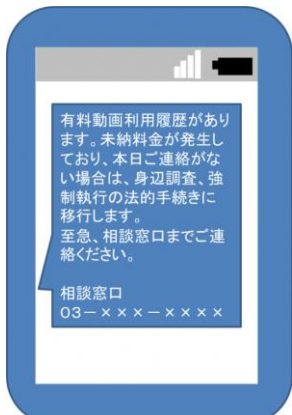 有料動画利用履歴があり
ます。未納料金が発生し
ており、本日ご連絡がな
い場合は、身辺調査、強
制執行の法的手続きに
移行します。
至急、相談窓口までご連
絡ください。
相談窓口
03－×××－××××